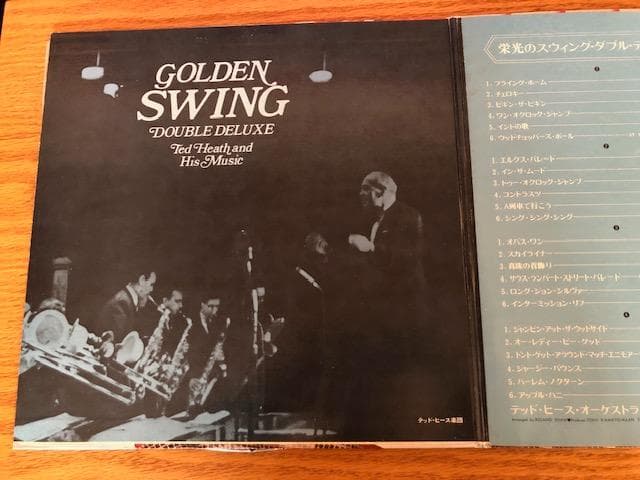 GOLDEN
SWING
DOUBLE DELUXE
Ted Heath and
His Music
テッド・ヒース楽団
栄光のスウィング・ダブル・デ
1
1. フライング・ホーム
2. チェロキー
3. ビギン・ザ・ビギン
4. ワン・オクロック・ジャンプ
5. イントの歌
6. ウッドチョッパース・ボール
2
1. エルクス・パレード
2. イン・ザ・ムード
3. トゥー・オクロック・ジャンプ
4. コントラスツ
5. A列車で行こう
6. シング・シング・シング
3
1. オパス・ワン
2. スカイライナー
3. 真珠の首飾り
4. サウス・ランパート・ストリート・パレード
5. ロング・ジョン・シルヴァ
6. インターミッション・リフ
4
1. ジャンピン・アット・ザ・ウッドサイド
2. オー・レディー・ビー・グッド
3. ドント・ゲット・アラウンド・マッチ・エニモア
4. ジャージー・バウンス
5. ハーレム・ノクターン
6. アップル・ハニー
テッド・ヒース・オーケストラ